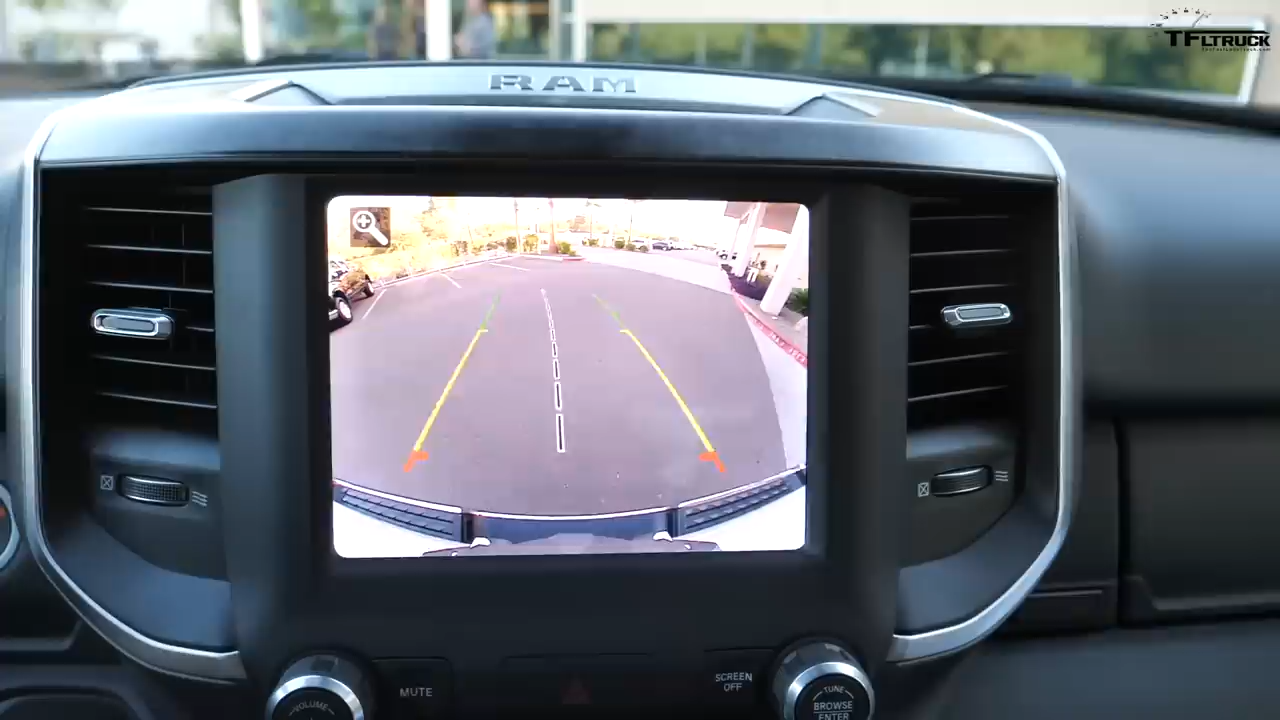 TFLTRUCK
RAM
MUTE
SCREEN
OFF
VOLUME
TUNE
BROWSE
ENTER